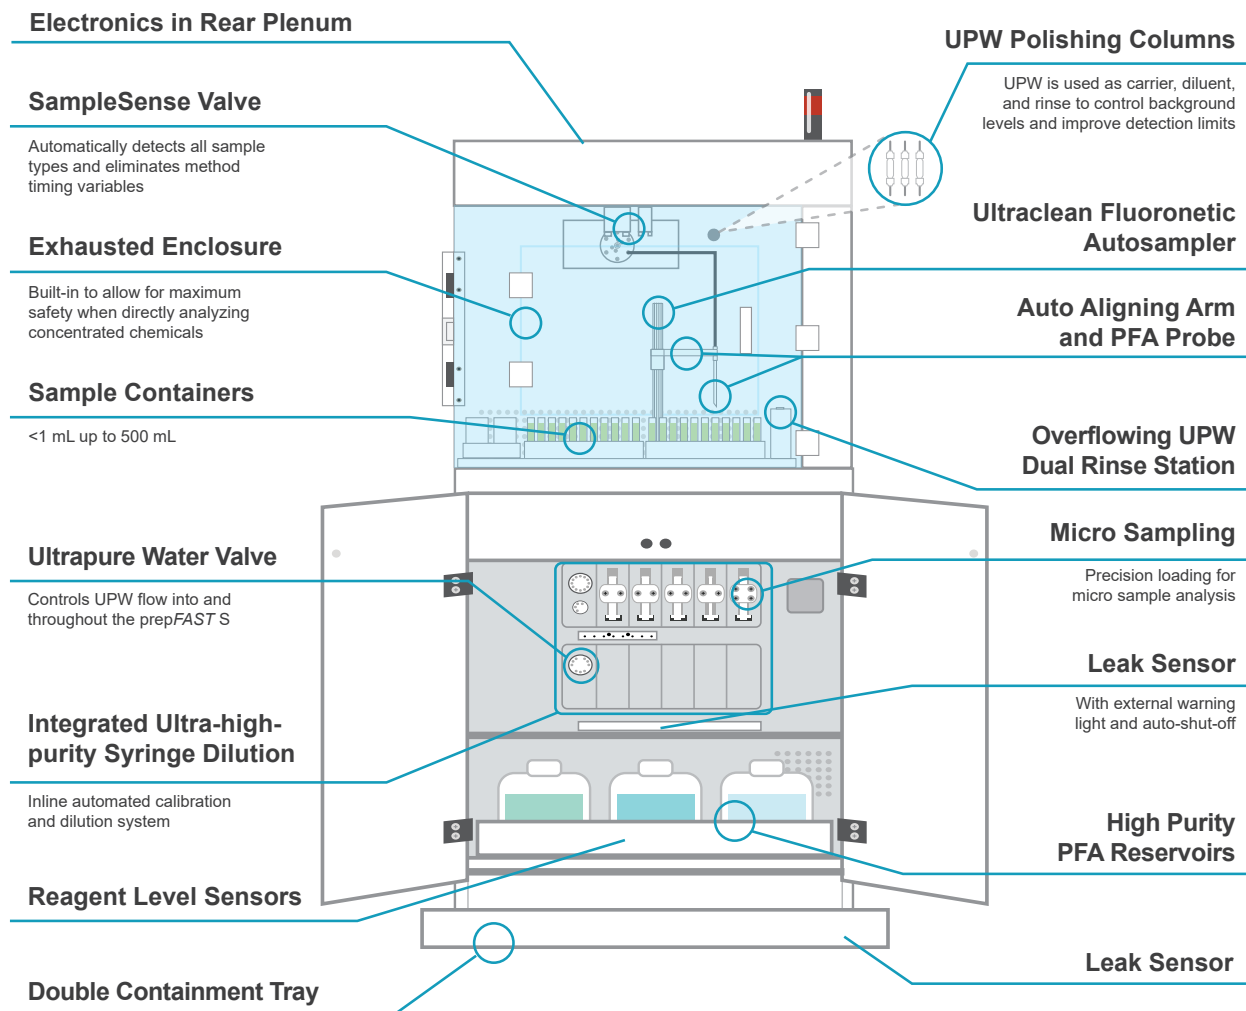 Electronics in Rear Plenum
SampleSense Valve
Automatically detects all sample
types and eliminates method
timing variables
Exhausted Enclosure
Built-in to allow for maximum
safety when directly analyzing
concentrated chemicals
Sample Containers
<1 mL up to 500 mL
Ultrapure Water Valve
Controls UPW flow into and
throughout the prepFAST S
Integrated Ultra-high-
purity Syringe Dilution
Inline automated calibration
and dilution system
Reagent Level Sensors
Double Containment Tray
UPW Polishing Columns
UPW is used as carrier, diluent,
and rinse to control background
levels and improve detection limits
Ultraclean Fluoronetic
Autosampler
Auto Aligning Arm
and PFA Probe
Overflowing UPW
Dual Rinse Station
Micro Sampling
Precision loading for
micro sample analysis
Leak Sensor
With external warning
light and auto-shut-off
High Purity
PFA Reservoirs
Leak Sensor